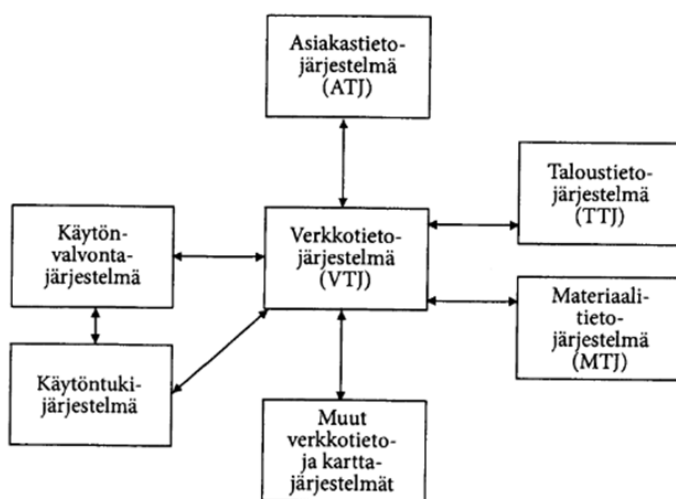 Asiakastieto-
järjestelmä
(ATJ)
Taloustieto-
järjestelmä
(TTJ)
Käytön-
valvonta-
järjestelmä
Verkkotieto-
järjestelmä
(VTJ)
Materiaali-
tieto-
järjestelmä
(MTJ)
Käytöntuki-
järjestelmä
Muut
verkkotieto-
ja kartta-
järjestelmät